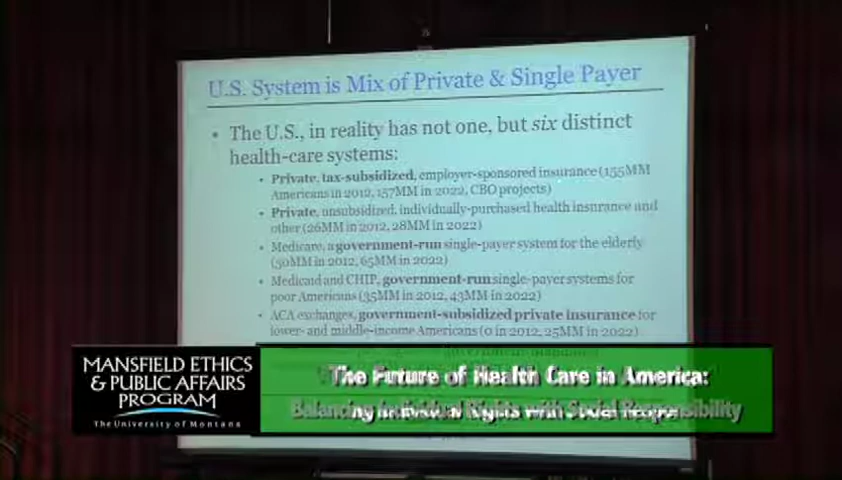 U.S. System is Mix of Private & Single Payer
• The U.S., in reality has not one, but six distinct
health-care systems:
• Private, tax-subsidized, employer-sponsored insurance (155MM
Americans in 2012, 157MM in 2022, CBO projects)
• Private, unsubsidized, individually-purchased health insurance and
other (26MM in 2012, 28MM in 2022)
• Medicare, a government-run single-payer system for the elderly
(50MM in 2012, 65MM in 2022)
• Medicaid and CHIP, government-run single-payer systems for
poor Americans (35MM in 2012, 43MM in 2022)
• ACA exchanges, government-subsidized private insurance for
lower- and middle-income Americans (0 in 2012, 25MM in 2022)
MANSFIELD ETHICS
& PUBLIC AFFAIRS
PROGRAM
The University of Montana
The Future of Health Care in America:
Balancing Individual Rights with Social Responsibility